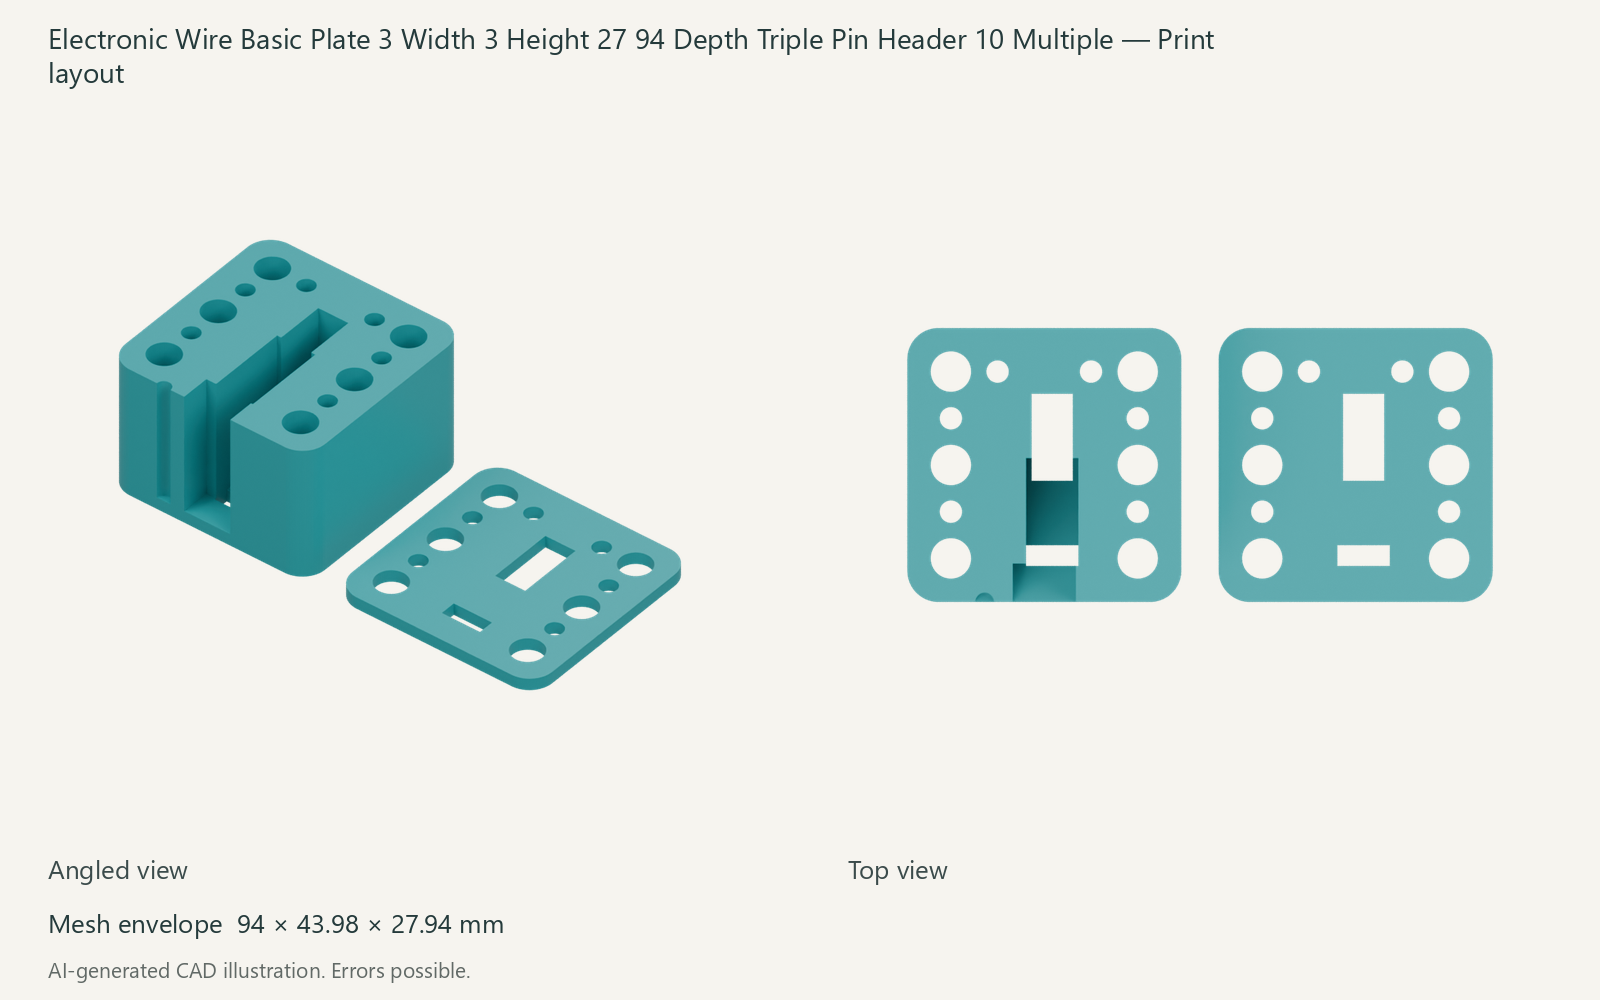 Electronic Wire Basic Plate 3 Width 3 Height 27 94 Depth Triple Pin Header 10 Multiple — Print
layout
Angled view
Top view
Mesh envelope  94 × 43.98 × 27.94 mm
AI-generated CAD illustration. Errors possible.